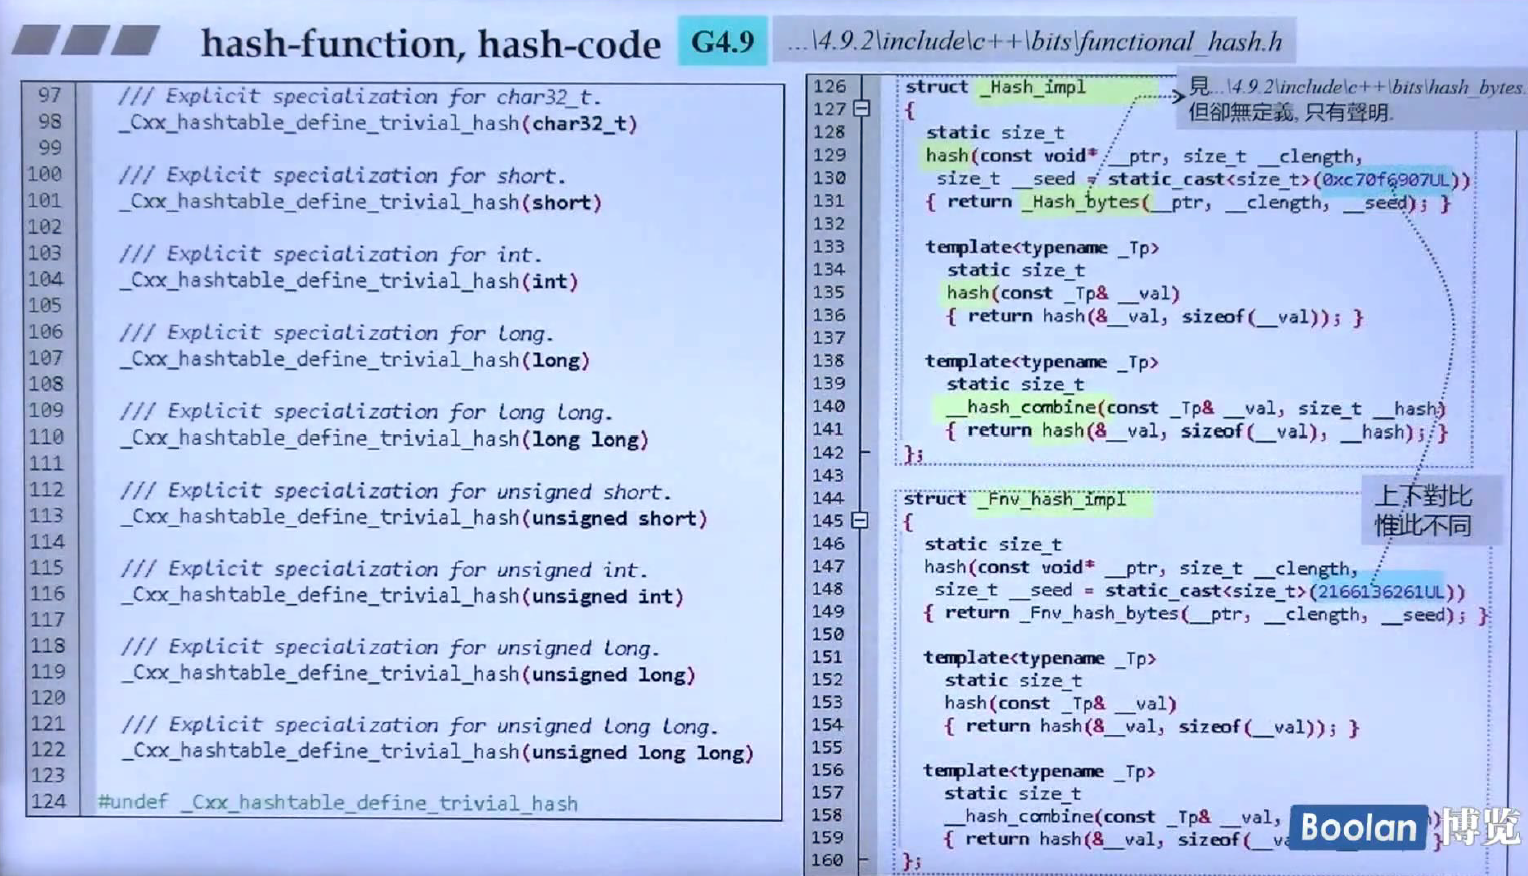 hash-function, hash-code G4.9 ...\4.9.2\include\c++\bits\functional_hash.h
97 /// Explicit specialization for char32_t.
98 _Cxx_hashtable_define_trivial_hash(char32_t)
99
100 /// Explicit specialization for short.
101 _Cxx_hashtable_define_trivial_hash(short)
102
103 /// Explicit specialization for int.
104 _Cxx_hashtable_define_trivial_hash(int)
105
106 /// Explicit specialization for long.
107 _Cxx_hashtable_define_trivial_hash(long)
108
109 /// Explicit specialization for long long.
110 _Cxx_hashtable_define_trivial_hash(long long)
111
112 /// Explicit specialization for unsigned short.
113 _Cxx_hashtable_define_trivial_hash(unsigned short)
114
115 /// Explicit specialization for unsigned int.
116 _Cxx_hashtable_define_trivial_hash(unsigned int)
117
118 /// Explicit specialization for unsigned long.
119 _Cxx_hashtable_define_trivial_hash(unsigned long)
120
121 /// Explicit specialization for unsigned long long.
122 _Cxx_hashtable_define_trivial_hash(unsigned long long)
123
124 #undef _Cxx_hashtable_define_trivial_hash
126 struct _Hash_impl
127 {
128 static size_t
129 hash(const void* __ptr, size_t __clength,
130 size_t __seed = static_cast<size_t>(0xc70f6907UL))
131 { return _Hash_bytes(__ptr, __clength, __seed); }
132
133 template<typename _Tp>
134 static size_t
135 hash(const _Tp& __val)
136 { return hash(&__val, sizeof(__val)); }
137
138 template<typename _Tp>
139 static size_t
140 __hash_combine(const _Tp& __val, size_t __hash)
141 { return hash(&__val, sizeof(__val), __hash); }
142 };
143
144 struct _Fnv_hash_impl
145 {
146 static size_t
147 hash(const void* __ptr, size_t __clength,
148 size_t __seed = static_cast<size_t>(2166136261UL))
149 { return _Fnv_hash_bytes(__ptr, __clength, __seed); }
150
151 template<typename _Tp>
152 static size_t
153 hash(const _Tp& __val)
154 { return hash(&__val, sizeof(__val)); }
155
156 template<typename _Tp>
157 static size_t
158 __hash_combine(const _Tp& __val,
159 { return hash(&__val, sizeof(
160 };
見...\4.9.2\include\c++\bits\hash_bytes.
但卻無定義, 只有聲明.
上下對比
惟此不同
Boolan 博览